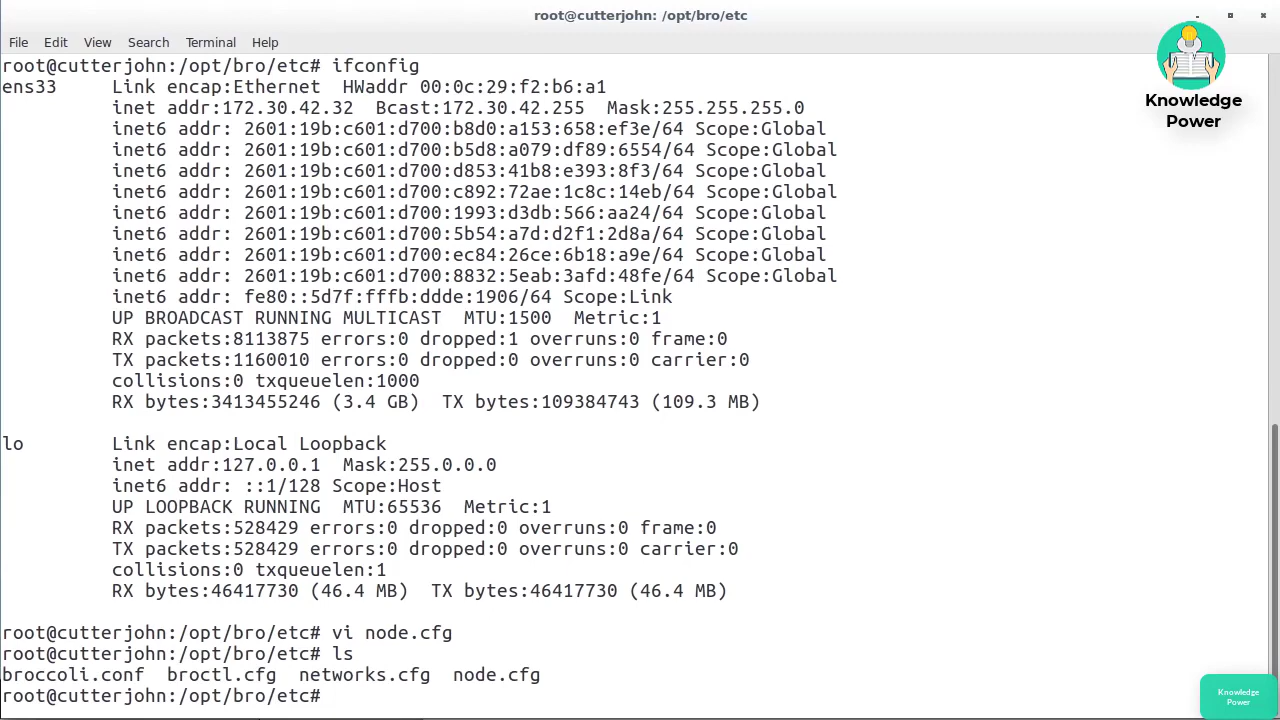 root@cutterjohn: /opt/bro/etc
File Edit View Search Terminal Help
root@cutterjohn:/opt/bro/etc# ifconfig
ens33     Link encap:Ethernet  HWaddr 00:0c:29:f2:b6:a1
          inet addr:172.30.42.32  Bcast:172.30.42.255  Mask:255.255.255.0
          inet6 addr: 2601:19b:c601:d700:b8d0:a153:658:ef3e/64 Scope:Global
          inet6 addr: 2601:19b:c601:d700:b5d8:a079:df89:6554/64 Scope:Global
          inet6 addr: 2601:19b:c601:d700:d853:41b8:e393:8f3/64 Scope:Global
          inet6 addr: 2601:19b:c601:d700:c892:72ae:1c8c:14eb/64 Scope:Global
          inet6 addr: 2601:19b:c601:d700:1993:d3db:566:aa24/64 Scope:Global
          inet6 addr: 2601:19b:c601:d700:5b54:a7d:d2f1:2d8a/64 Scope:Global
          inet6 addr: 2601:19b:c601:d700:ec84:26ce:6b18:a9e/64 Scope:Global
          inet6 addr: 2601:19b:c601:d700:8832:5eab:3afd:48fe/64 Scope:Global
          inet6 addr: fe80::5d7f:fffb:ddde:1906/64 Scope:Link
          UP BROADCAST RUNNING MULTICAST  MTU:1500  Metric:1
          RX packets:8113875 errors:0 dropped:1 overruns:0 frame:0
          TX packets:1160010 errors:0 dropped:0 overruns:0 carrier:0
          collisions:0 txqueuelen:1000
          RX bytes:3413455246 (3.4 GB)  TX bytes:109384743 (109.3 MB)
lo        Link encap:Local Loopback
          inet addr:127.0.0.1  Mask:255.0.0.0
          inet6 addr: ::1/128 Scope:Host
          UP LOOPBACK RUNNING  MTU:65536  Metric:1
          RX packets:528429 errors:0 dropped:0 overruns:0 frame:0
          TX packets:528429 errors:0 dropped:0 overruns:0 carrier:0
          collisions:0 txqueuelen:1
          RX bytes:46417730 (46.4 MB)  TX bytes:46417730 (46.4 MB)
root@cutterjohn:/opt/bro/etc# vi node.cfg
root@cutterjohn:/opt/bro/etc# ls
broccoli.conf  broctl.cfg  networks.cfg  node.cfg
root@cutterjohn:/opt/bro/etc#
Knowledge
Power
Knowledge
Power